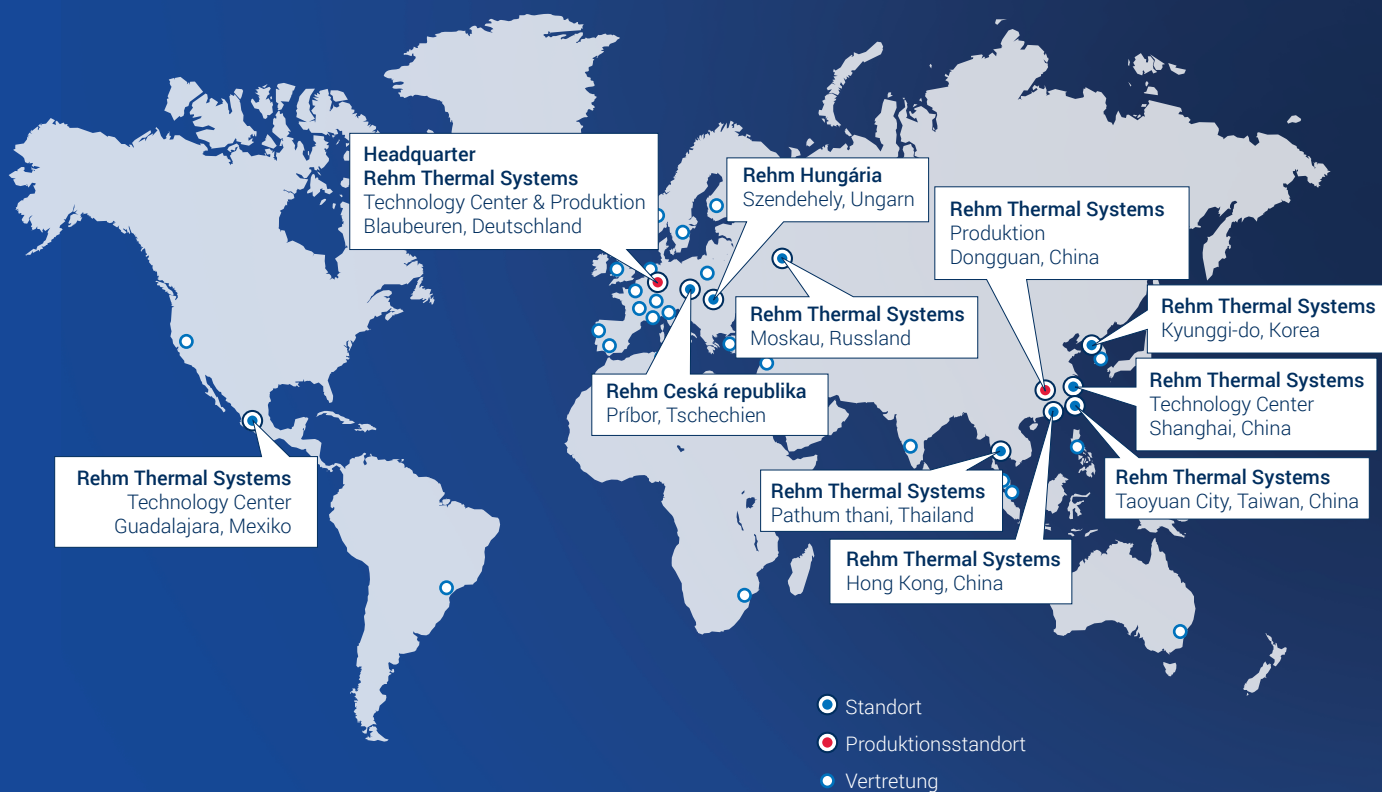 Headquarter
Rehm Thermal Systems
Technology Center & Produktion
Blaubeuren, Deutschland
Rehm Hungária
Szendehely, Ungarn
Rehm Thermal Systems
Produktion
Dongguan, China
Rehm Thermal Systems
Moskau, Russland
Rehm Thermal Systems
Kyunggi-do, Korea
Rehm Ceská republika
Príbor, Tschechien
Rehm Thermal Systems
Technology Center
Shanghai, China
Rehm Thermal Systems
Technology Center
Guadalajara, Mexiko
Rehm Thermal Systems
Pathum thani, Thailand
Rehm Thermal Systems
Taoyuan City, Taiwan, China
Rehm Thermal Systems
Hong Kong, China
Standort
Produktionsstandort
Vertretung